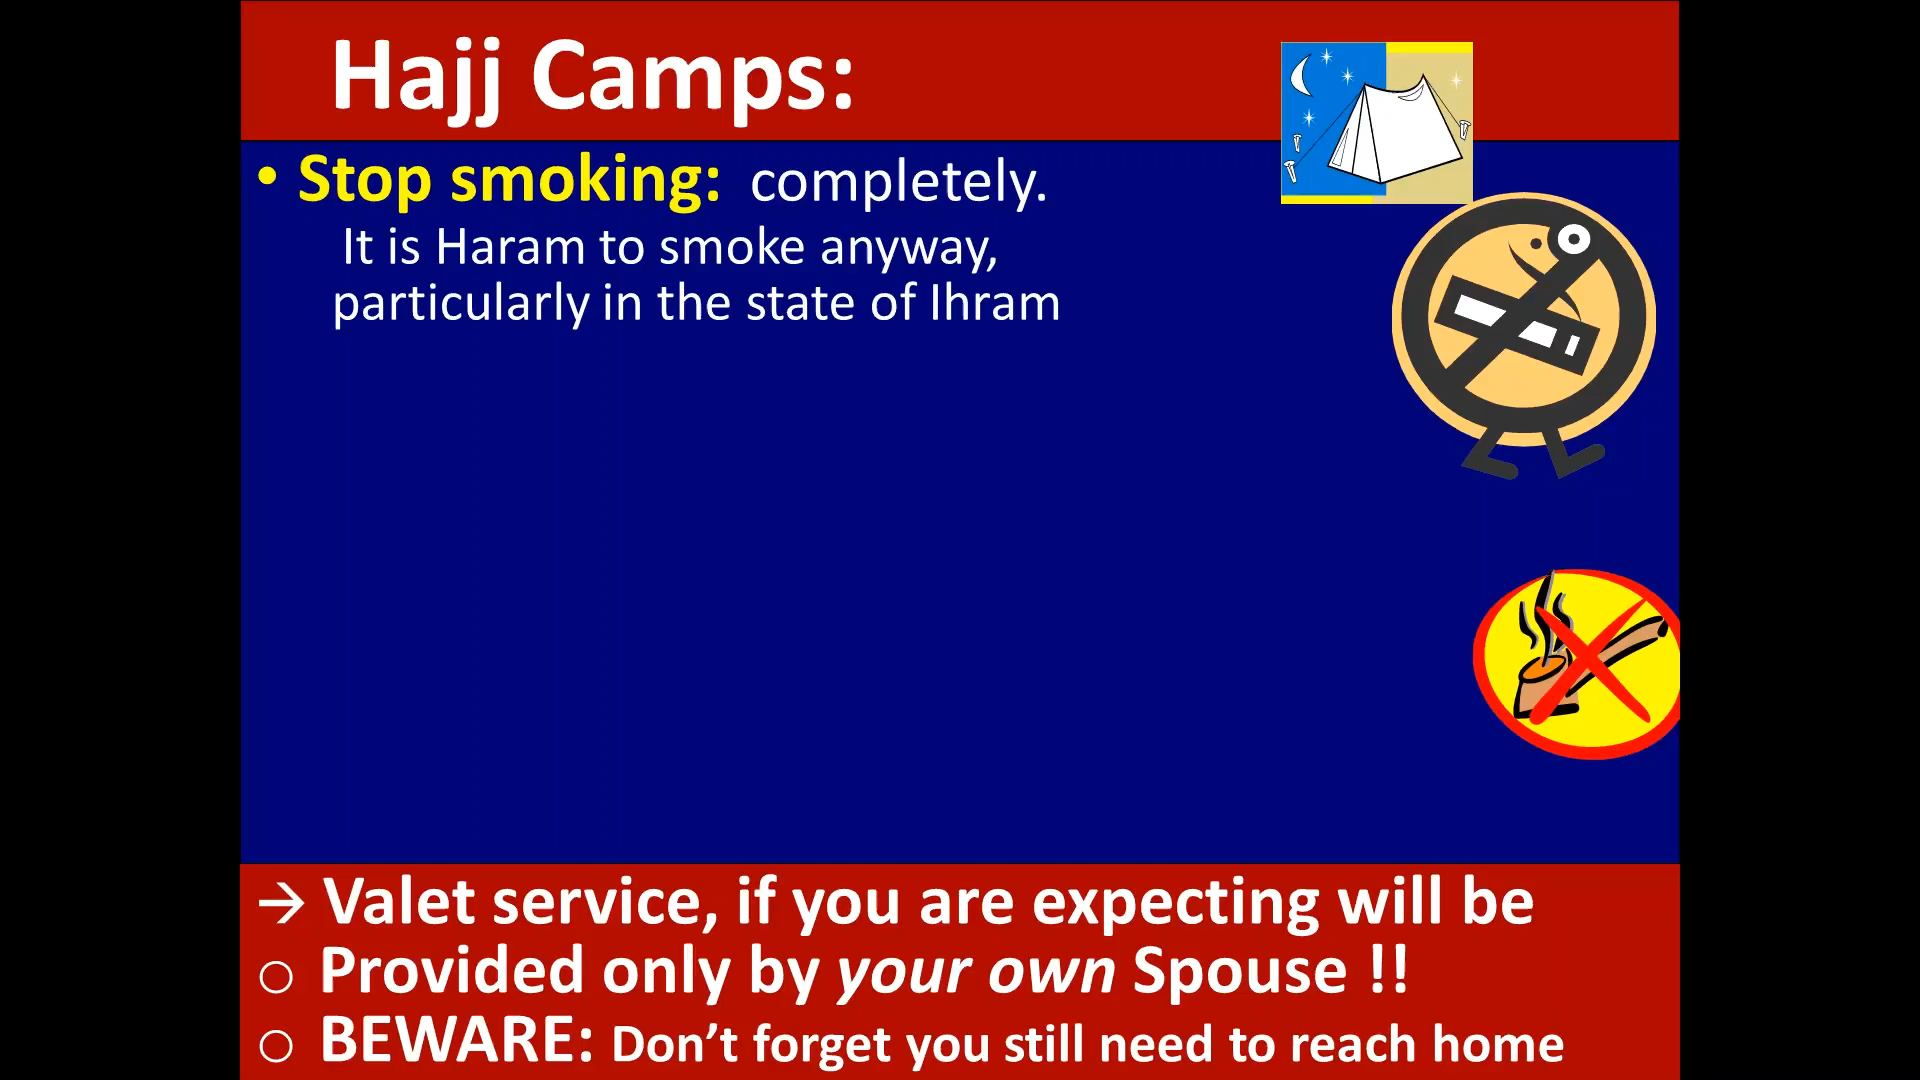 Hajj Camps:
• Stop smoking: completely.
It is Haram to smoke anyway,
particularly in the state of Ihram
→ Valet service, if you are expecting will be
o Provided only by your own Spouse !!
o BEWARE: Don’t forget you still need to reach home